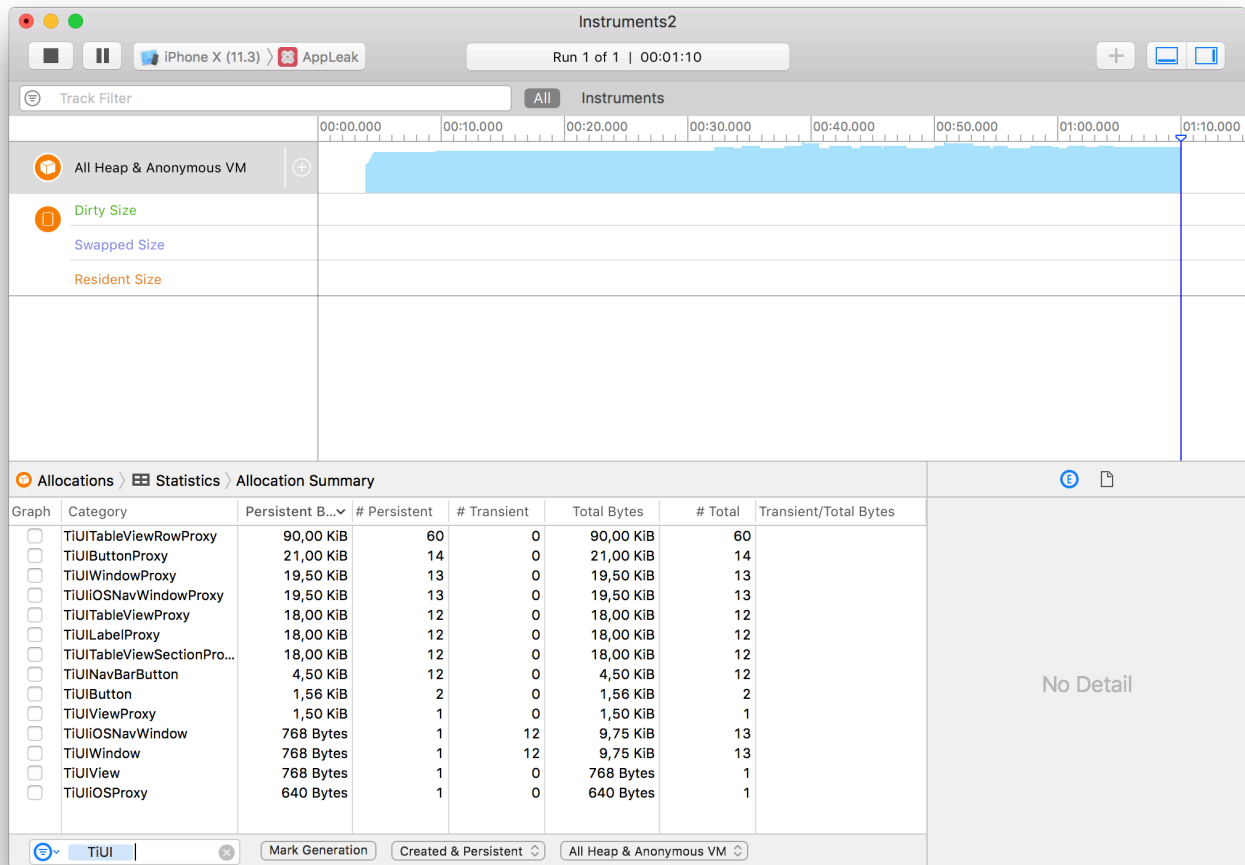 Instruments2
iPhone X (11.3) 〉 AppLeak
Run 1 of 1 | 00:01:10
Track Filter
All Instruments
00:00.000 00:10.000 00:20.000 00:30.000 00:40.000 00:50.000 01:00.000 01:10.000
All Heap & Anonymous VM
Dirty Size
Swapped Size
Resident Size
Allocations 〉 Statistics 〉 Allocation Summary
Graph Category Persistent B... # Persistent # Transient Total Bytes # Total Transient/Total Bytes
TiUITableViewRowProxy 90,00 KiB 60 0 90,00 KiB 60
TiUIButtonProxy 21,00 KiB 14 0 21,00 KiB 14
TiUIWindowProxy 19,50 KiB 13 0 19,50 KiB 13
TiUIiOSNavWindowProxy 19,50 KiB 13 0 19,50 KiB 13
TiUITableViewProxy 18,00 KiB 12 0 18,00 KiB 12
TiUILabelProxy 18,00 KiB 12 0 18,00 KiB 12
TiUITableViewSectionPro... 18,00 KiB 12 0 18,00 KiB 12
TiUINavBarButton 4,50 KiB 12 0 4,50 KiB 12
TiUIButton 1,56 KiB 2 0 1,56 KiB 2
TiUIViewProxy 1,50 KiB 1 0 1,50 KiB 1
TiUIiOSNavWindow 768 Bytes 1 12 9,75 KiB 13
TiUIWindow 768 Bytes 1 12 9,75 KiB 13
TiUIView 768 Bytes 1 0 768 Bytes 1
TiUIiOSProxy 640 Bytes 1 0 640 Bytes 1
E
No Detail
TiUI Mark Generation Created & Persistent All Heap & Anonymous VM